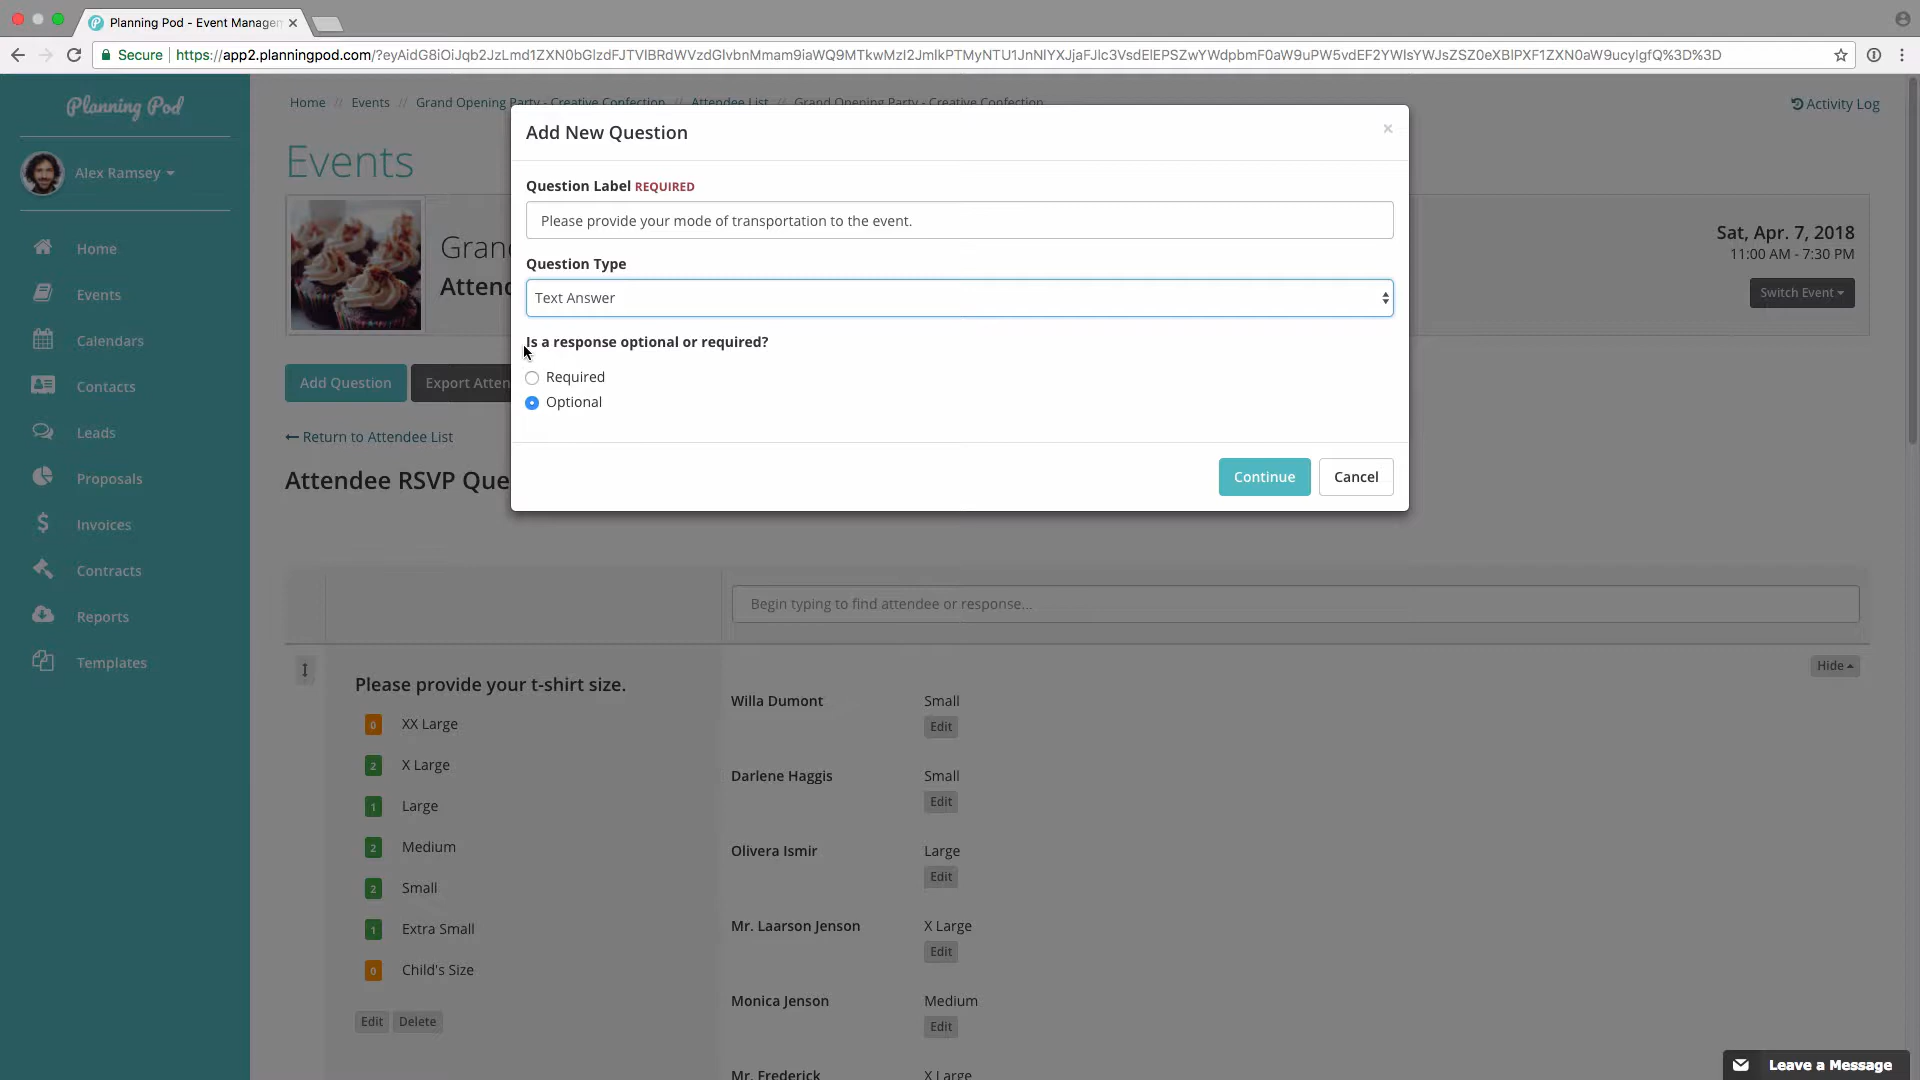 Planning Pod - Event Managem
Secure
https://app2.planningpod.com/?eyAidG8iOiJqb2JzLmd1ZXN0bGlzdFJTVlBRdWVzdGlvbnMmam9iaWQ9MTkwMzI2JmlkPTMyNTU1JnNlYXJjaFJlc3VsdElEPSZwYWdpbmF0aW9uPW5vdEF2YWlsYWJsZSZ0eXBlPXF1ZXN0aW9ucyIgfQ%3D%3D
Planning Pod
Alex Ramsey
Home
Events
Calendars
Contacts
Leads
Proposals
Invoices
Contracts
Reports
Templates
Home // Events // Grand Opening Party - Creative Confection // Attendee List // Grand Opening Party - Creative Confection
Activity Log
Events
Gran
Atten
Sat, Apr. 7, 2018
11:00 AM - 7:30 PM
Switch Event
Add Question
Export Atten
Return to Attendee List
Attendee RSVP Que
Add New Question
×
Question Label REQUIRED
Please provide your mode of transportation to the event.
Question Type
Text Answer
Is a response optional or required?
Required
Optional
Continue
Cancel
Begin typing to find attendee or response...
Hide
Please provide your t-shirt size.
0 XX Large
2 X Large
1 Large
2 Medium
2 Small
1 Extra Small
0 Child's Size
Edit
Delete
Willa Dumont
Small
Edit
Darlene Haggis
Small
Edit
Olivera Ismir
Large
Edit
Mr. Laarson Jenson
X Large
Edit
Monica Jenson
Medium
Edit
Mr. Frederick
X Large
Leave a Message